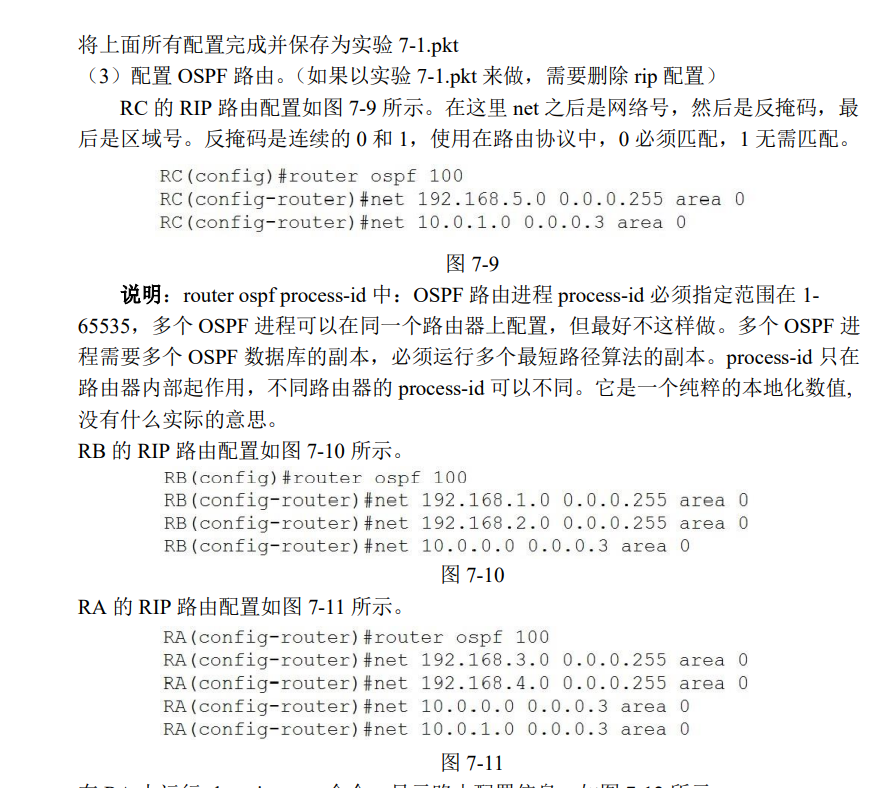 将上面所有配置完成并保存为实验 7-1.pkt
（3）配置 OSPF 路由。（如果以实验 7-1.pkt 来做，需要删除 rip 配置）
RC 的 RIP 路由配置如图 7-9 所示。在这里 net 之后是网络号，然后是反掩码，最
后是区域号。反掩码是连续的 0 和 1，使用在路由协议中，0 必须匹配，1 无需匹配。
RC(config)#router ospf 100
RC(config-router)#net 192.168.5.0 0.0.0.255 area 0
RC(config-router)#net 10.0.1.0 0.0.0.3 area 0
图 7-9
说明：router ospf process-id 中：OSPF 路由进程 process-id 必须指定范围在 1-
65535，多个 OSPF 进程可以在同一个路由器上配置，但最好不这样做。多个 OSPF 进
程需要多个 OSPF 数据库的副本，必须运行多个最短路径算法的副本。process-id 只在
路由器内部起作用，不同路由器的 process-id 可以不同。它是一个纯粹的本地化数值,
没有什么实际的意思。
RB 的 RIP 路由配置如图 7-10 所示。
RB(config)#router ospf 100
RB(config-router)#net 192.168.1.0 0.0.0.255 area 0
RB(config-router)#net 192.168.2.0 0.0.0.255 area 0
RB(config-router)#net 10.0.0.0 0.0.0.3 area 0
图 7-10
RA 的 RIP 路由配置如图 7-11 所示。
RA(config-router)#router ospf 100
RA(config-router)#net 192.168.3.0 0.0.0.255 area 0
RA(config-router)#net 192.168.4.0 0.0.0.255 area 0
RA(config-router)#net 10.0.0.0 0.0.0.3 area 0
RA(config-router)#net 10.0.1.0 0.0.0.3 area 0
图 7-11